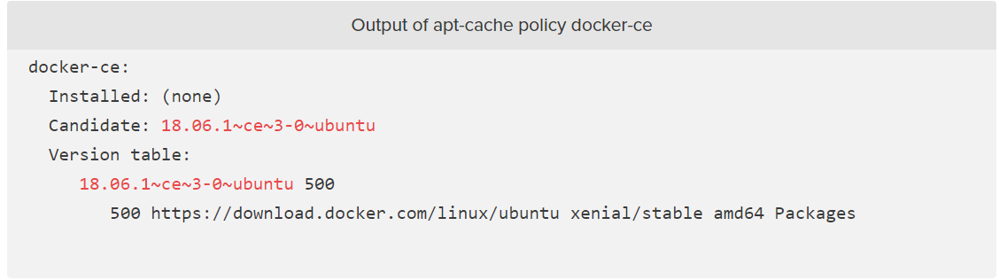 Output of apt-cache policy docker-ce
docker-ce:
  Installed: (none)
  Candidate: 18.06.1~ce~3-0~ubuntu
  Version table:
     18.06.1~ce~3-0~ubuntu 500
        500 https://download.docker.com/linux/ubuntu xenial/stable amd64 Packages